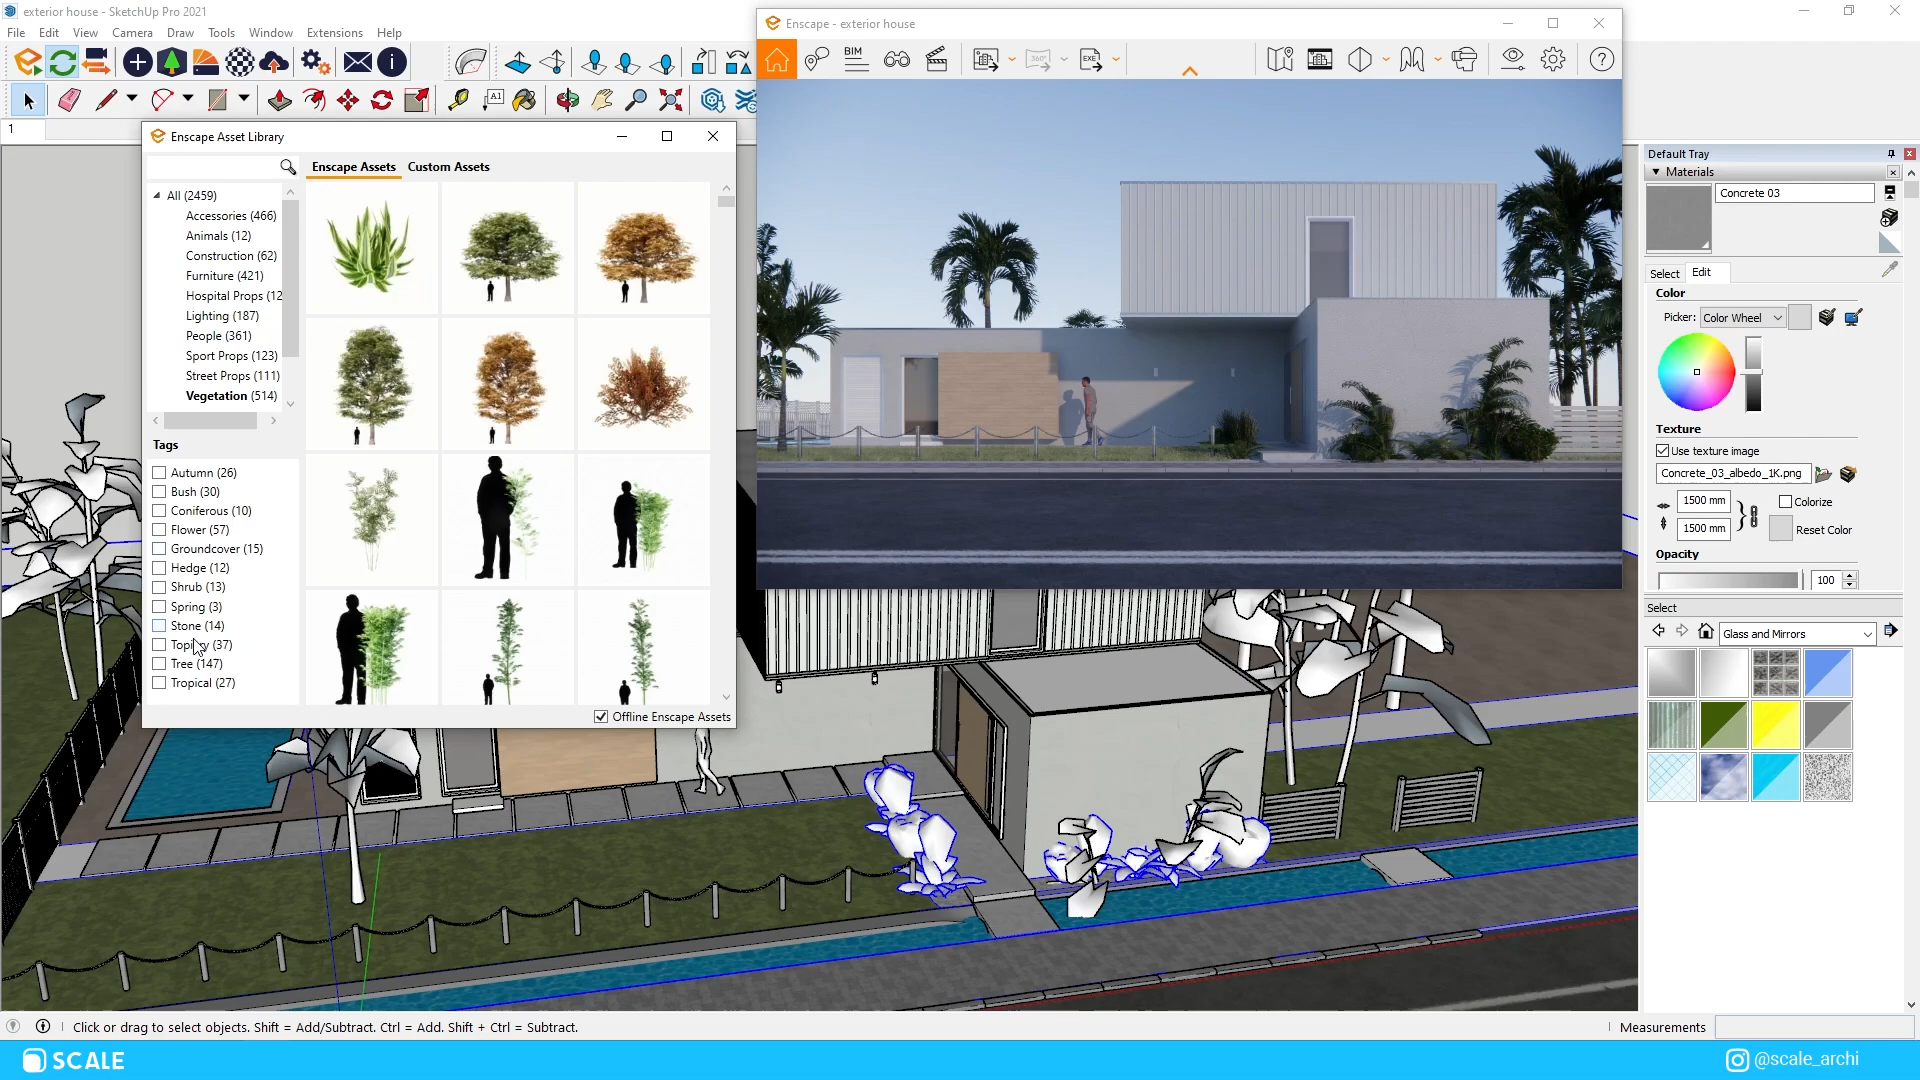 exterior house - SketchUp Pro 2021
File Edit View Camera Draw Tools Window Extensions Help
A1
1
Enscape Asset Library
Enscape Assets Custom Assets
All (2459)
Accessories (466)
Animals (12)
Construction (62)
Furniture (421)
Hospital Props (12
Lighting (187)
People (361)
Sport Props (123)
Street Props (111)
Vegetation (514)
Tags
Autumn (26)
Bush (30)
Coniferous (10)
Flower (57)
Groundcover (15)
Hedge (12)
Shrub (13)
Spring (3)
Stone (14)
Topiary (37)
Tree (147)
Tropical (27)
Offline Enscape Assets
Enscape - exterior house
BIM
360°
EXE
Default Tray
Materials
Concrete 03
Select Edit
Color
Picker: Color Wheel
Texture
Use texture image
Concrete_03_albedo_1K.png
1500 mm
Colorize
1500 mm
Reset Color
Opacity
100
Select
Glass and Mirrors
Click or drag to select objects. Shift = Add/Subtract. Ctrl = Add. Shift + Ctrl = Subtract.
Measurements
SCALE
@scale_archi